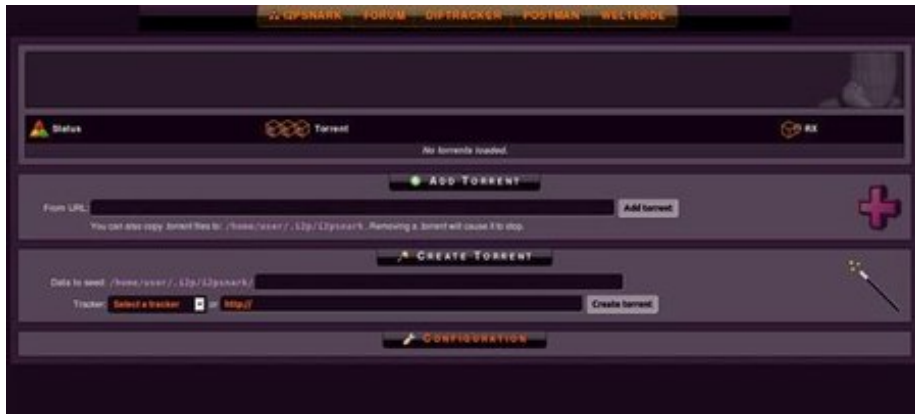 I2PSNARK FORUM DIFTRACKER POSTMAN WELTERDE
Status Torrent RX
No torrents loaded.
ADD TORRENT
From URL: Add torrent
You can also copy .torrent files to: /home/user/.i2p/i2psnark. Removing a .torrent will cause it to stop.
CREATE TORRENT
Data to seed: /home/user/.i2p/i2psnark/
Tracker: Select a tracker or http:// Create torrent
CONFIGURATION